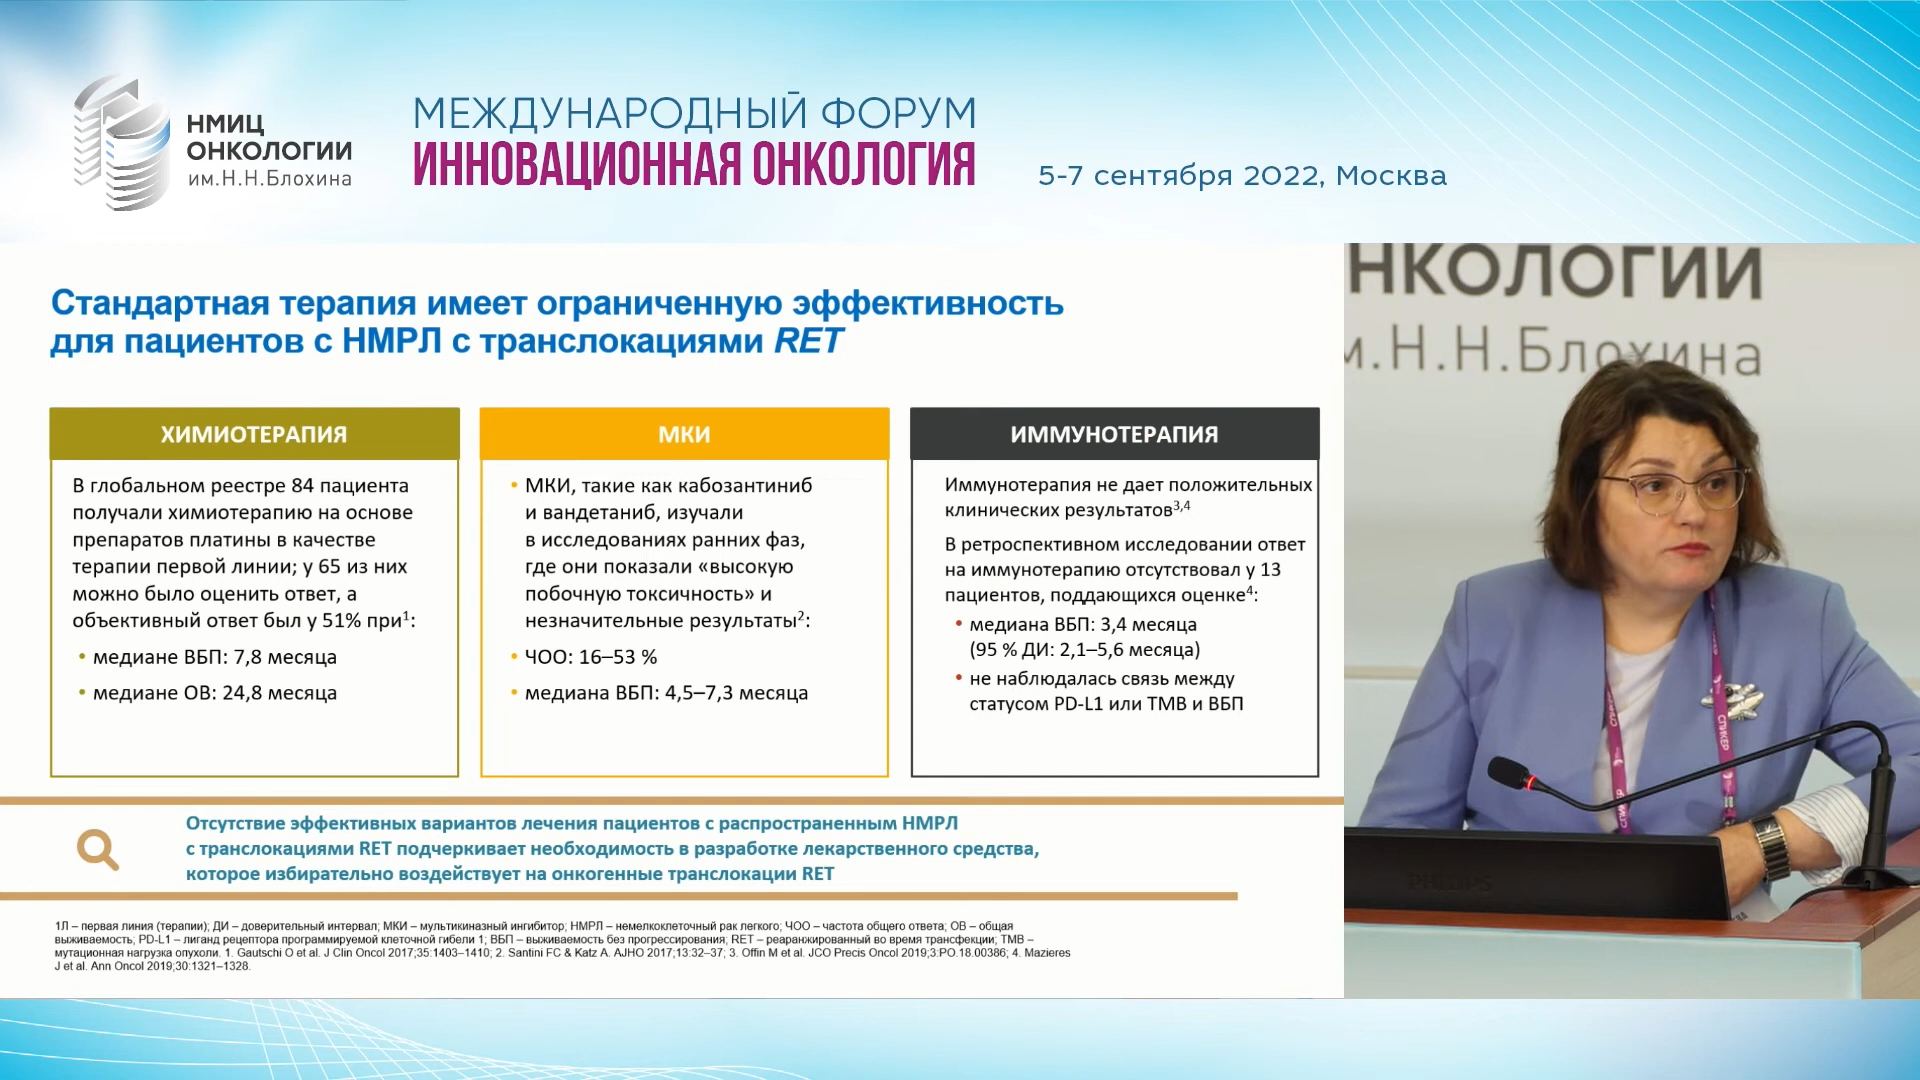 НМИЦ
ОНКОЛОГИИ
им.Н.Н.Блохина
МЕЖДУНАРОДНЫЙ ФОРУМ
ИННОВАЦИОННАЯ ОНКОЛОГИЯ
5-7 сентября 2022, Москва
Стандартная терапия имеет ограниченную эффективность
для пациентов с НМРЛ с транслокациями RET
ХИМИОТЕРАПИЯ
В глобальном реестре 84 пациента
получали химиотерапию на основе
препаратов платины в качестве
терапии первой линии; у 65 из них
можно было оценить ответ, а
объективный ответ был у 51% при1:
• медиане ВБП: 7,8 месяца
• медиане ОВ: 24,8 месяца
МКИ
• МКИ, такие как кабозантиниб
и вандетаниб, изучали
в исследованиях ранних фаз,
где они показали «высокую
побочную токсичность» и
незначительные результаты2:
• ЧОО: 16–53 %
• медиана ВБП: 4,5–7,3 месяца
ИММУНОТЕРАПИЯ
Иммунотерапия не дает положительных
клинических результатов3,4
В ретроспективном исследовании ответ
на иммунотерапию отсутствовал у 13
пациентов, поддающихся оценке4:
• медиана ВБП: 3,4 месяца
(95 % ДИ: 2,1–5,6 месяца)
• не наблюдалась связь между
статусом PD-L1 или TMB и ВБП
Отсутствие эффективных вариантов лечения пациентов с распространенным НМРЛ
с транслокациями RET подчеркивает необходимость в разработке лекарственного средства,
которое избирательно воздействует на онкогенные транслокации RET
1Л – первая линия (терапии); ДИ – доверительный интервал; МКИ – мультикиназный ингибитор; НМРЛ – немелкоклеточный рак легкого; ЧОО – частота общего ответа; ОВ – общая
выживаемость; PD-L1 – лиганд рецептора программируемой клеточной гибели 1; ВБП – выживаемость без прогрессирования; RET – реаранжированный во время трансфекции; TMB –
мутационная нагрузка опухоли. 1. Gautschi O et al. J Clin Oncol 2017;35:1403–1410; 2. Santini FC & Katz A. AJHO 2017;13:32–37; 3. Offin M et al. JCO Precis Oncol 2019;3:PO.18.00386; 4. Mazieres
J et al. Ann Oncol 2019;30:1321–1328.
НКОЛОГИИ
м.Н.Н.Блохина
СПИКЕР
СПИКЕР
PHILIPS